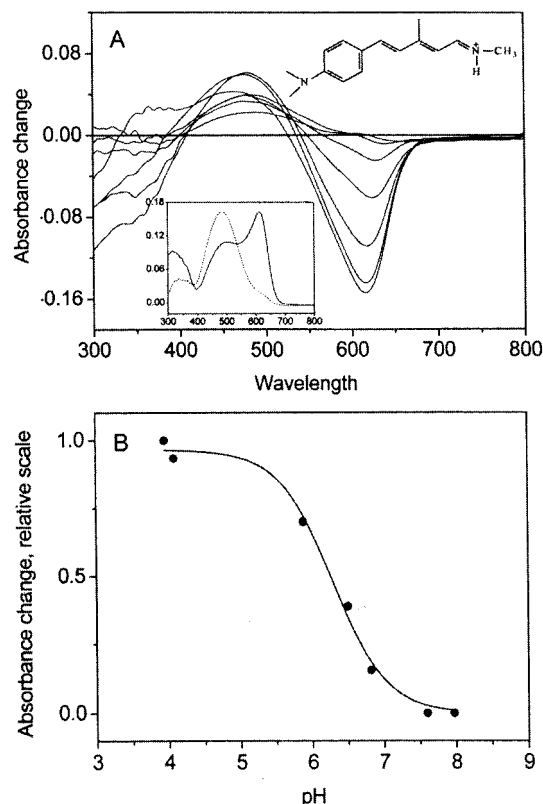 A
0.08
0.00
-0.08
-0.16
Absorbance change
N
N
+
CH₃
H
0.18
0.12
0.06
0.00
300 400 500 600 700 800
300 400 500 600 700 800
Wavelength
B
1.0
0.5
0.0
Absorbance change, relative scale
3 4 5 6 7 8 9
pH